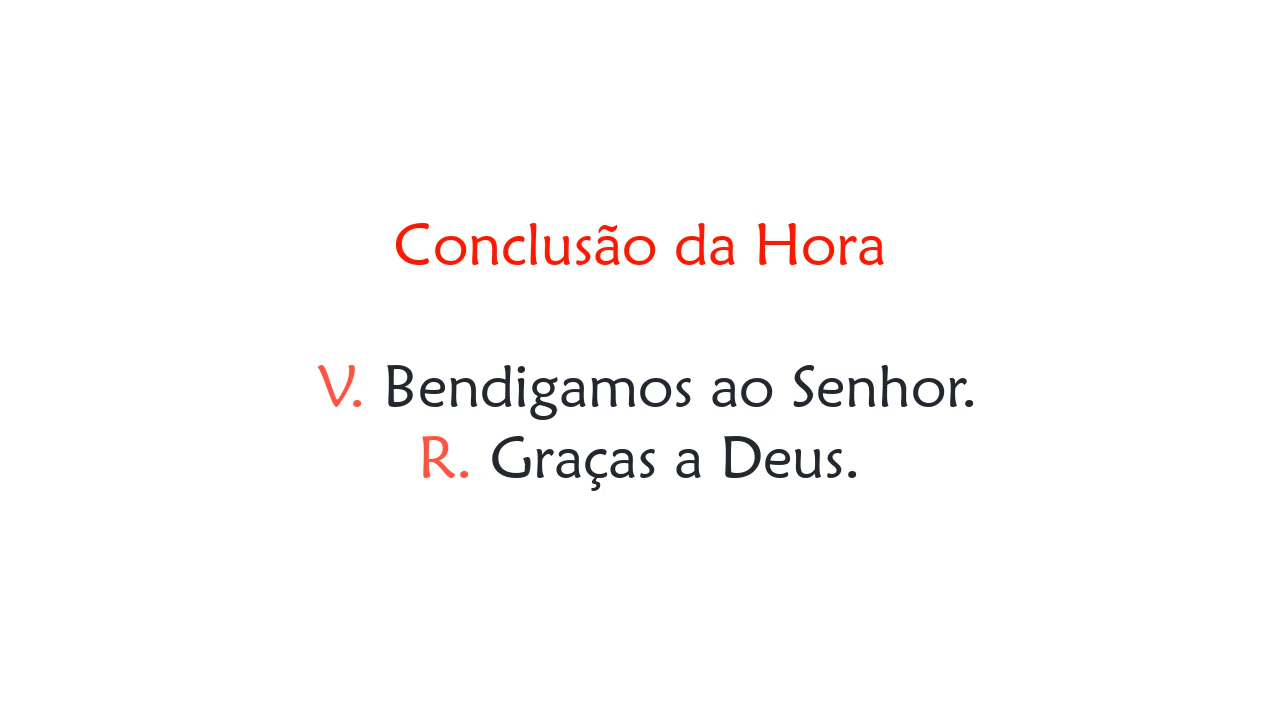 Conclusão da Hora
V. Bendigamos ao Senhor.
R. Graças a Deus.